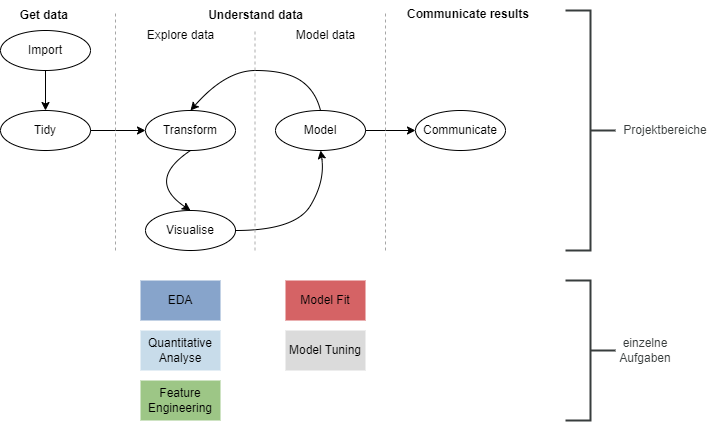 Get data
Understand data
Communicate results
Explore data
Model data
Import
Tidy
Transform
Model
Communicate
Projektbereiche
Visualise
EDA
Model Fit
Quantitative
Analyse
Model Tuning
einzelne
Aufgaben
Feature
Engineering